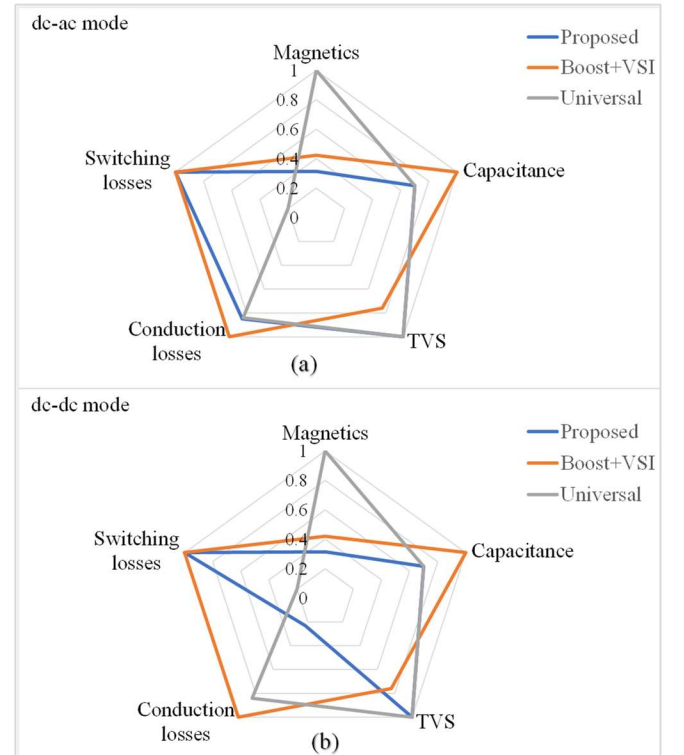 dc-ac mode
Proposed
Boost+VSI
Universal
Magnetics
1
0.8
0.6
0.4
0.2
0
Switching
losses
Capacitance
Conduction
losses
TVS
(a)
dc-dc mode
Proposed
Boost+VSI
Universal
Magnetics
1
0.8
0.6
0.4
0.2
0
Switching
losses
Capacitance
Conduction
losses
TVS
(b)